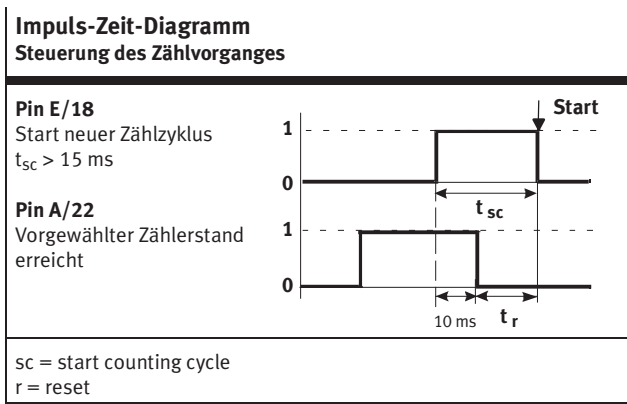 Impuls-Zeit-Diagramm
Steuerung des Zählvorganges
Pin E/18
Start neuer Zählzyklus
tsc > 15 ms
Pin A/22
Vorgewählter Zählerstand
erreicht
1
0
Start
t sc
1
0
10 ms
t r
sc = start counting cycle
r = reset